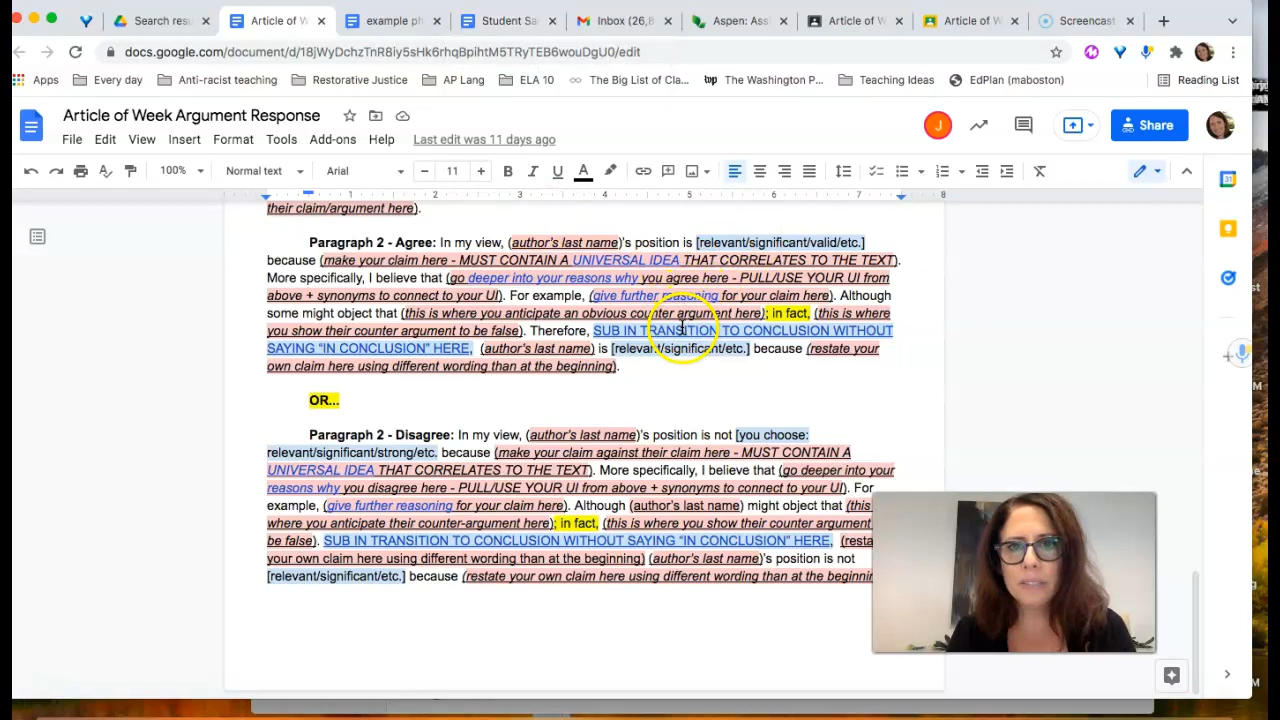 Search resu
Article of W
example ph
Student Sa
Inbox (26,8
Aspen: Ass
Article of W
Article of W
Screencast
docs.google.com/document/d/18jWyDchzTnR8iy5sHk6rhqBpihtM5TRyTEB6wouDgU0/edit
Apps Every day Anti-racist teaching Restorative Justice AP Lang ELA 10 The Big List of Cla... The Washington P... Teaching Ideas EdPlan (maboston) Reading List
Article of Week Argument Response
File Edit View Insert Format Tools Add-ons Help Last edit was 11 days ago
J
Share
100% Normal text Arial 11 B I U A
1 2 3 4 5 6 7 8
their claim/argument here).
Paragraph 2 - Agree: In my view, (author's last name)'s position is [relevant/significant/valid/etc.]
because (make your claim here - MUST CONTAIN A UNIVERSAL IDEA THAT CORRELATES TO THE TEXT).
More specifically, I believe that (go deeper into your reasons why you agree here - PULL/USE YOUR UI from
above + synonyms to connect to your UI). For example, (give further reasoning for your claim here). Although
some might object that (this is where you anticipate an obvious counter argument here); in fact, (this is where
you show their counter argument to be false). Therefore, SUB IN TRANSITION TO CONCLUSION WITHOUT
SAYING "IN CONCLUSION" HERE, (author's last name) is [relevant/significant/etc.] because (restate your
own claim here using different wording than at the beginning).
OR...
Paragraph 2 - Disagree: In my view, (author's last name)'s position is not [you choose:
relevant/significant/strong/etc. because (make your claim against their claim here - MUST CONTAIN A
UNIVERSAL IDEA THAT CORRELATES TO THE TEXT). More specifically, I believe that (go deeper into your
reasons why you disagree here - PULL/USE YOUR UI from above + synonyms to connect to your UI). For
example, (give further reasoning for your claim here). Although (author's last name) might object that (this
where you anticipate their counter-argument here); in fact, (this is where you show their counter argument
be false). SUB IN TRANSITION TO CONCLUSION WITHOUT SAYING "IN CONCLUSION" HERE, (resta
your own claim here using different wording than at the beginning) (author's last name)'s position is not
[relevant/significant/etc.] because (restate your own claim here using different wording than at the beginnin